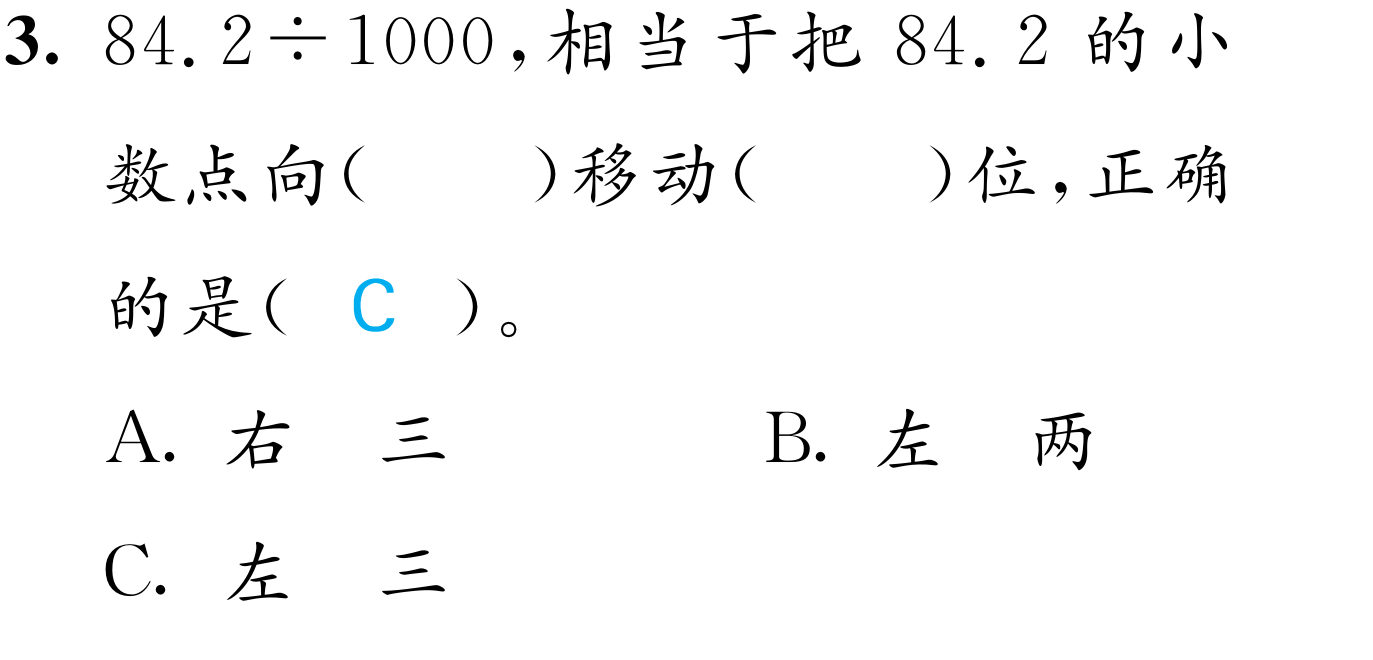 3. 84.2÷1000,相当于把 84.2 的小
数点向(　　)移动(　　)位,正确
的是( C )。
A. 右 三　　B. 左 两
C. 左 三